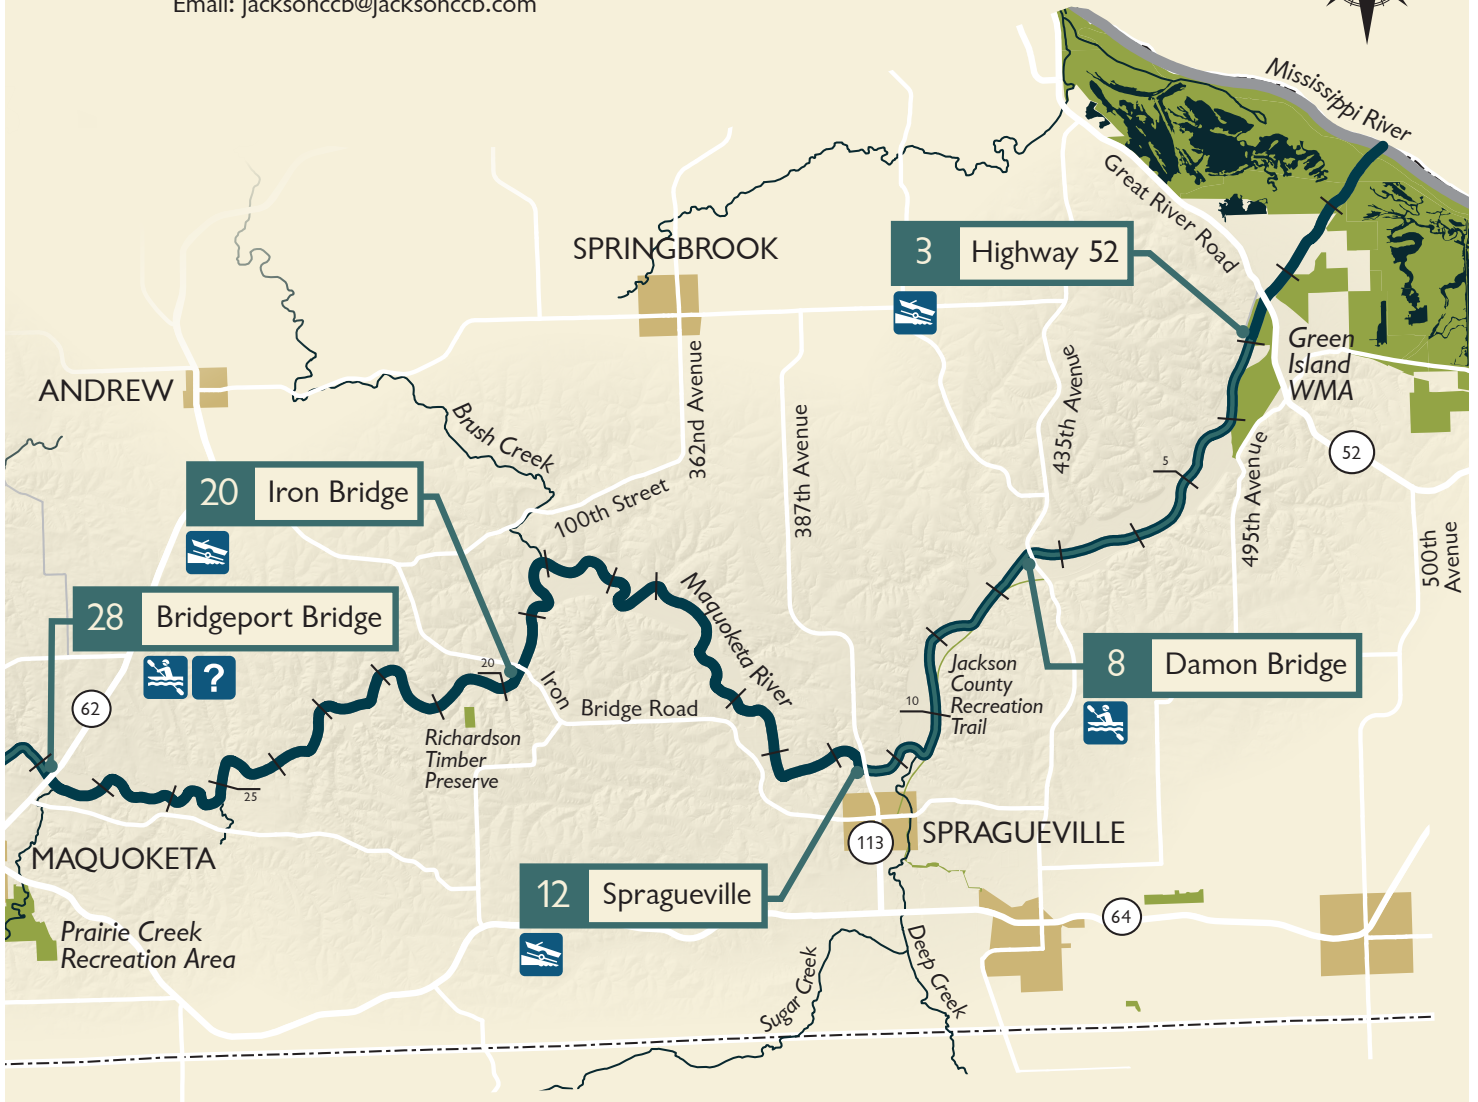 Email: jacksonccb@jacksonccb.com
Mississippi River
Great River Road
SPRINGBROOK
3 Highway 52
Green
Island
WMA
ANDREW
Brush Creek
362nd Avenue
387th Avenue
435th Avenue
52
5
495th Avenue
500th
Avenue
20 Iron Bridge
100th Street
28 Bridgeport Bridge
?
Maquoketa River
Jackson
County
Recreation
Trail
8 Damon Bridge
20
Iron
Bridge Road
10
62
Richardson
Timber
Preserve
25
MAQUOKETA
113
SPRAGUEVILLE
12 Spragueville
64
Prairie Creek
Recreation Area
Sugar Creek
Deep Creek